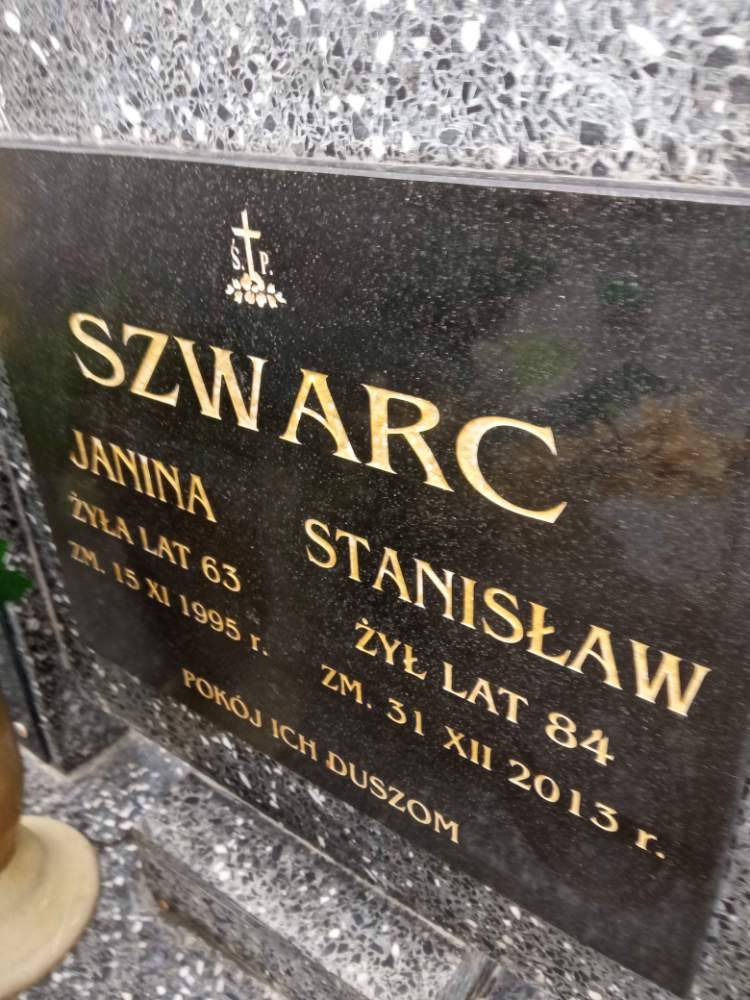 Ś. P.
SZWARC
JANINA
ŻYŁA LAT 63
ZM. 15 XI 1995 r.
STANISŁAW
ŻYŁ LAT 84
ZM. 31 XII 2013 r.
POKÓJ ICH DUSZOM